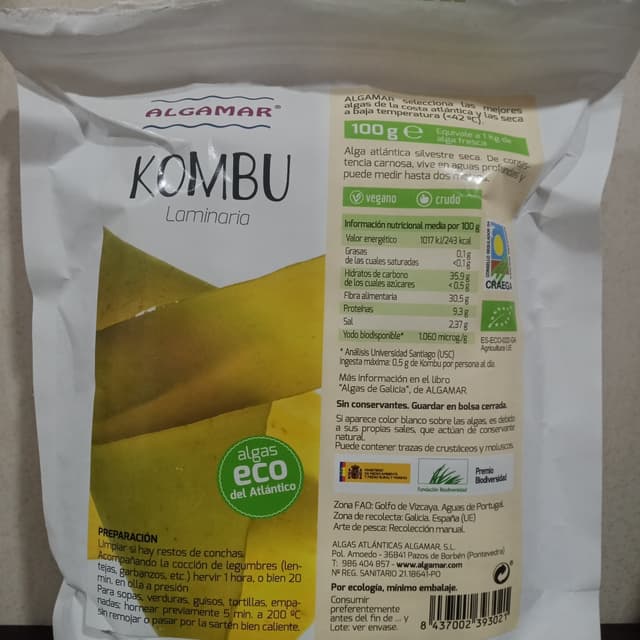 ALGAMAR®
KOMBU
Laminaria
algas
eco
del Atlántico
PREPARACIÓN
Limpiar si hay restos de conchas.
Acompañando la cocción de legumbres (len-
tejas, garbanzos, etc.) hervir 1 hora, o bien 20
min. en olla a presión
Para sopas, verduras, guisos, tortillas, empa-
nadas: hornear previamente 5 min. a 200 ºC
sin remojar o pasar por la sartén bien caliente.
ALGAMAR selecciona las mejores
algas de la costa atlántica y las seca
a baja temperatura (<42 ºC).
100 g e Equivale a 1 kg de
alga fresca
Alga atlántica silvestre seca. De consis-
tencia carnosa, vive en aguas profundas y
puede medir hasta dos
vegano crudo
Información nutricional media por 100 g
Valor energético 1017 kJ/243 kcal
Grasas 0,1 g
de las cuales saturadas <0,1 g
Hidratos de carbono 35,9 g
de los cuales azúcares < 0,5 g
Fibra alimentaria 30,5 g
Proteínas 9,3 g
Sal 2,37 g
Yodo biodisponible* 1.060 microg/g
CONSEJO REGULADOR
CRAEGA
ES-ECO-022-GA
Agricultura UE
* Análisis Universidad Santiago (USC)
ingesta máxima: 0,5 g de Kombu por persona al día
Más información en el libro
"Algas de Galicia", de ALGAMAR.
Sin conservantes. Guardar en bolsa cerrada.
Si aparece color blanco sobre las algas, es debido
a sus propias sales, que actúan de conservante
natural.
Puede contener trazas de crustáceos y moluscos.
MINISTERIO
DE MEDIO AMBIENTE
Y MEDIO RURAL Y MARINO
Fundación Biodiversidad
Premio
Biodiversidad
Zona FAO: Golfo de Vizcaya. Aguas de Portugal.
Zona de recolecta: Galicia. España (UE)
Arte de pesca: Recolección manual.
ALGAS ATLÁNTICAS ALGAMAR, S.L.
Pol. Amoedo - 36841 Pazos de Borbén (Pontevedra)
T: 986 404 857 - www.algamar.com
Nº REG. SANITARIO 21.18641-PO
Por ecología, mínimo embalaje.
Consumir
preferentemente
antes del fin de ... y
Lote: ver envase.
8 437002 393021